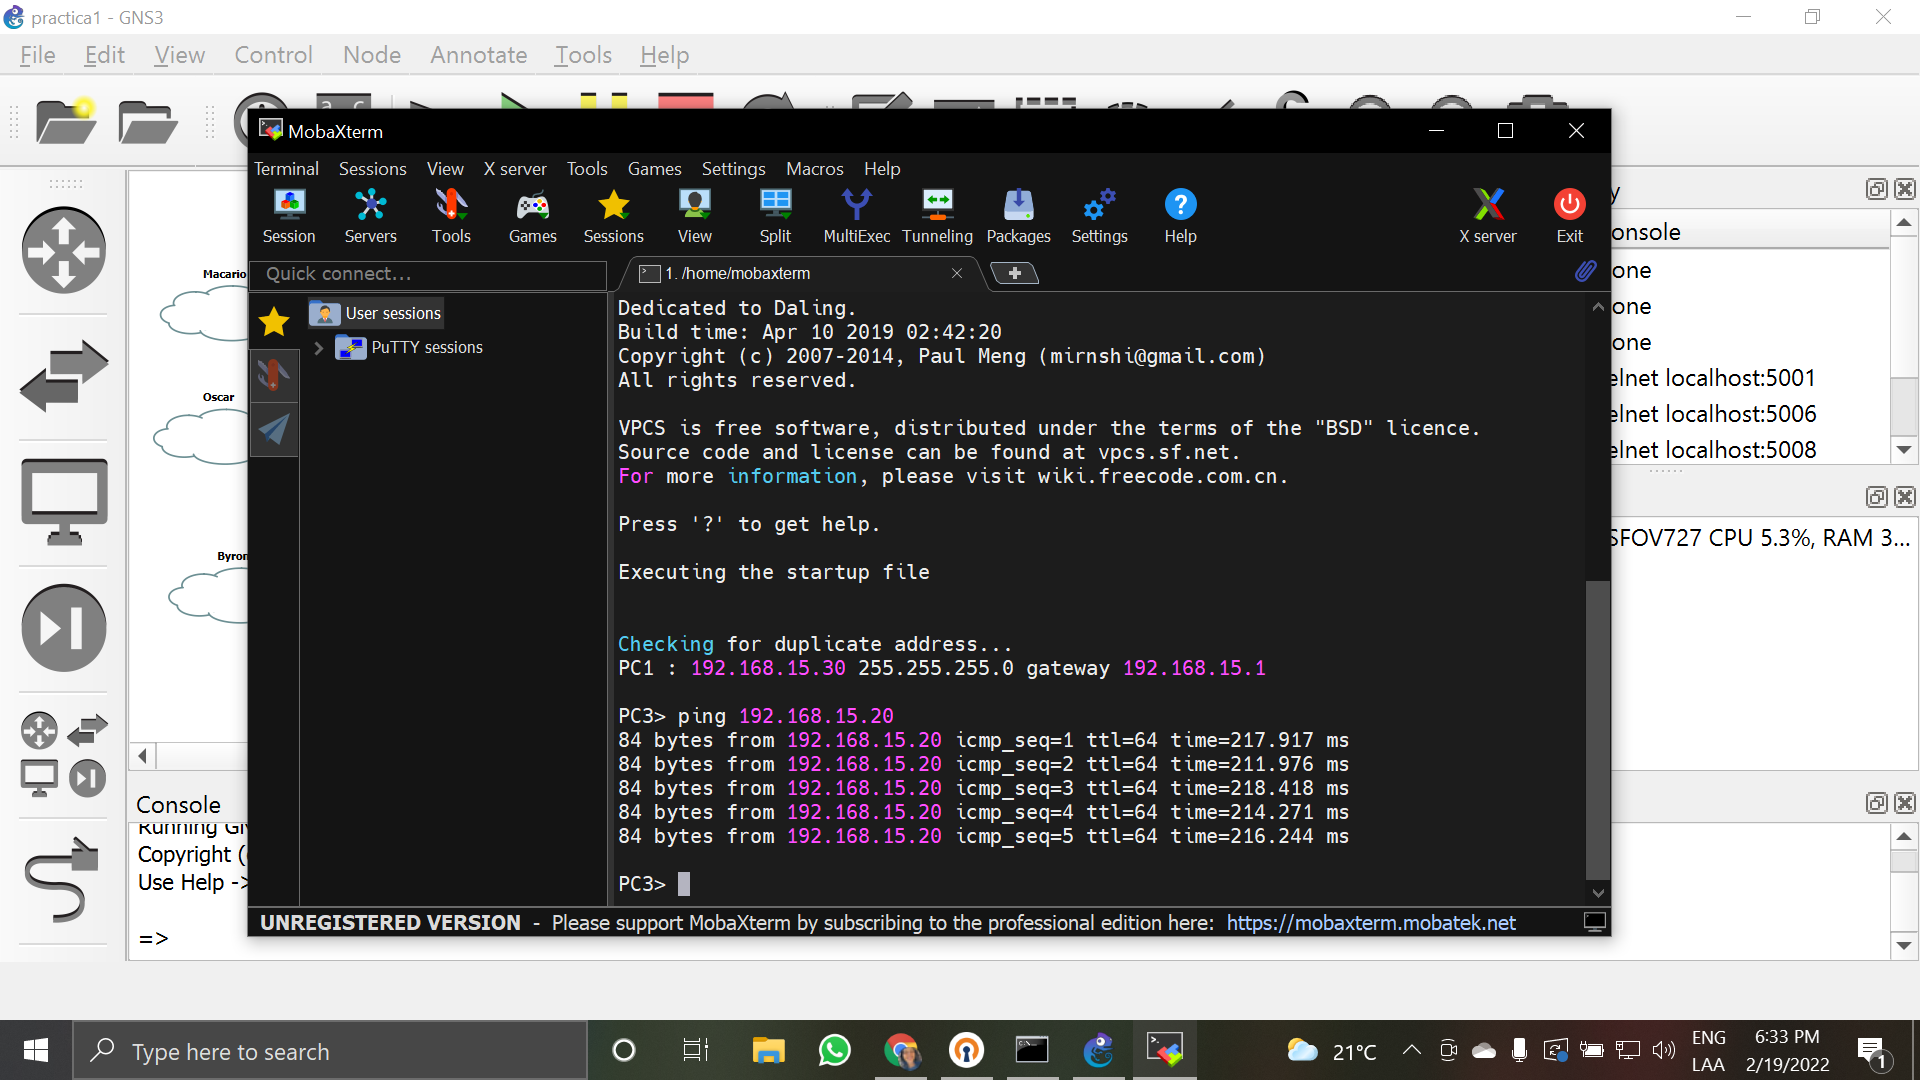 practica1 - GNS3
File Edit View Control Node Annotate Tools Help
MobaXterm
Terminal Sessions View X server Tools Games Settings Macros Help
Session Servers Tools Games Sessions View Split MultiExec Tunneling Packages Settings Help X server Exit
Quick connect...
1. /home/mobaxterm
User sessions
PuTTY sessions
Dedicated to Daling.
Build time: Apr 10 2019 02:42:20
Copyright (c) 2007-2014, Paul Meng (mirnshi@gmail.com)
All rights reserved.
VPCS is free software, distributed under the terms of the "BSD" licence.
Source code and license can be found at vpcs.sf.net.
For more information, please visit wiki.freecode.com.cn.
Press '?' to get help.
Executing the startup file
Checking for duplicate address...
PC1 : 192.168.15.30 255.255.255.0 gateway 192.168.15.1
PC3> ping 192.168.15.20
84 bytes from 192.168.15.20 icmp_seq=1 ttl=64 time=217.917 ms
84 bytes from 192.168.15.20 icmp_seq=2 ttl=64 time=211.976 ms
84 bytes from 192.168.15.20 icmp_seq=3 ttl=64 time=218.418 ms
84 bytes from 192.168.15.20 icmp_seq=4 ttl=64 time=214.271 ms
84 bytes from 192.168.15.20 icmp_seq=5 ttl=64 time=216.244 ms
PC3>
UNREGISTERED VERSION - Please support MobaXterm by subscribing to the professional edition here: https://mobaxterm.mobatek.net
Macario
Oscar
Byron
y
onsole
one
one
one
elnet localhost:5001
elnet localhost:5006
elnet localhost:5008
SFOV727 CPU 5.3%, RAM 3...
Console
Running GN
Copyright (
Use Help ->
=>
Type here to search
21°C
ENG
LAA
6:33 PM
2/19/2022
1